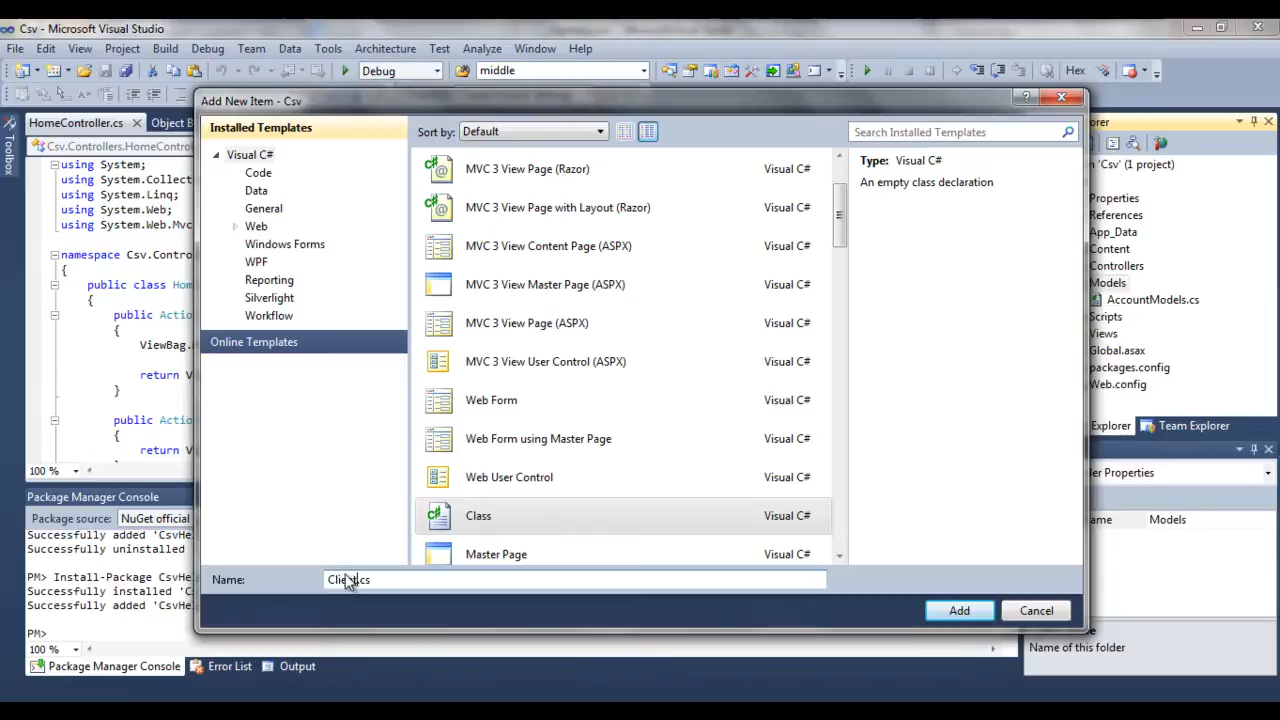 Csv - Microsoft Visual Studio
File Edit View Project Build Debug Team Data Tools Architecture Test Analyze Window Help
Debug middle Hex
Add New Item - Csv
HomeController.cs Object B
Csv.Controllers.HomeContro
using System;
using System.Collect
using System.Linq;
using System.Web;
using System.Web.Mvc
namespace Csv.Contro
{
public class Hom
{
public Actio
{
ViewBag.
return V
}
public Actio
{
return V
100 %
Toolbox
Installed Templates
Visual C#
Code
Data
General
Web
Windows Forms
WPF
Reporting
Silverlight
Workflow
Online Templates
Sort by: Default
Search Installed Templates
MVC 3 View Page (Razor) Visual C#
MVC 3 View Page with Layout (Razor) Visual C#
MVC 3 View Content Page (ASPX) Visual C#
MVC 3 View Master Page (ASPX) Visual C#
MVC 3 View Page (ASPX) Visual C#
MVC 3 View User Control (ASPX) Visual C#
Web Form Visual C#
Web Form using Master Page Visual C#
Web User Control Visual C#
Class Visual C#
Master Page Visual C#
Type: Visual C#
An empty class declaration
Name:
Add Cancel
orer
'Csv' (1 project)
Properties
References
App_Data
Content
Controllers
Models
AccountModels.cs
Scripts
Views
Global.asax
packages.config
Web.config
Explorer Team Explorer
der Properties
ame Models
Name of this folder
Package Manager Console
Package source: NuGet official
Successfully added 'CsvHe
Successfully uninstalled
PM> Install-Package CsvHe
Successfully installed 'C
Successfully added 'CsvHe
PM>
100 %
Package Manager Console Error List Output